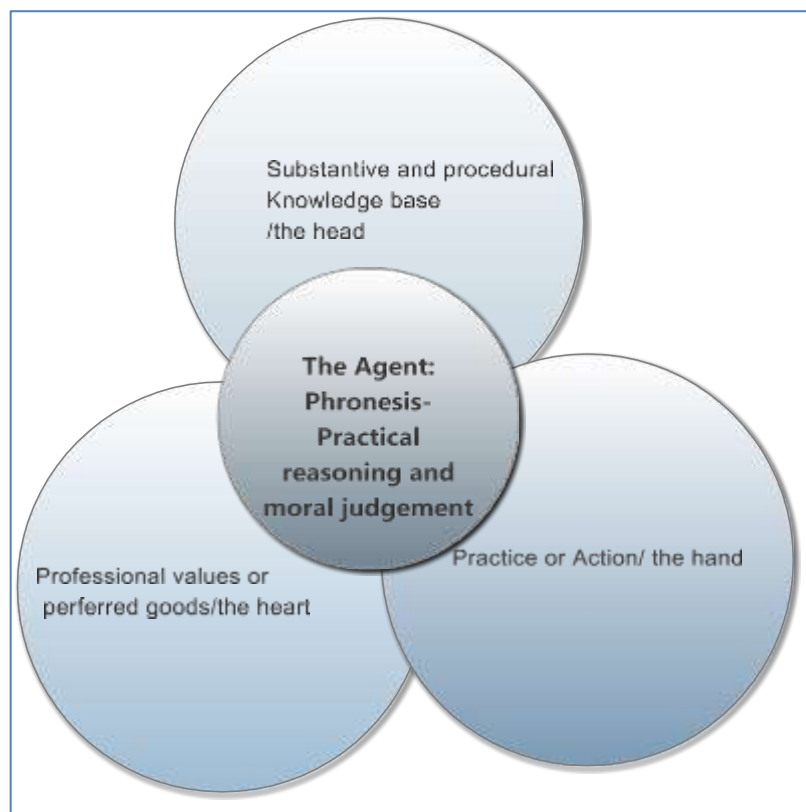 Substantive and procedural
Knowledge base
/the head
The Agent:
Phronesis-
Practical
reasoning and
moral judgement
Practice or Action/ the hand
Professional values or
perferred goods/the heart